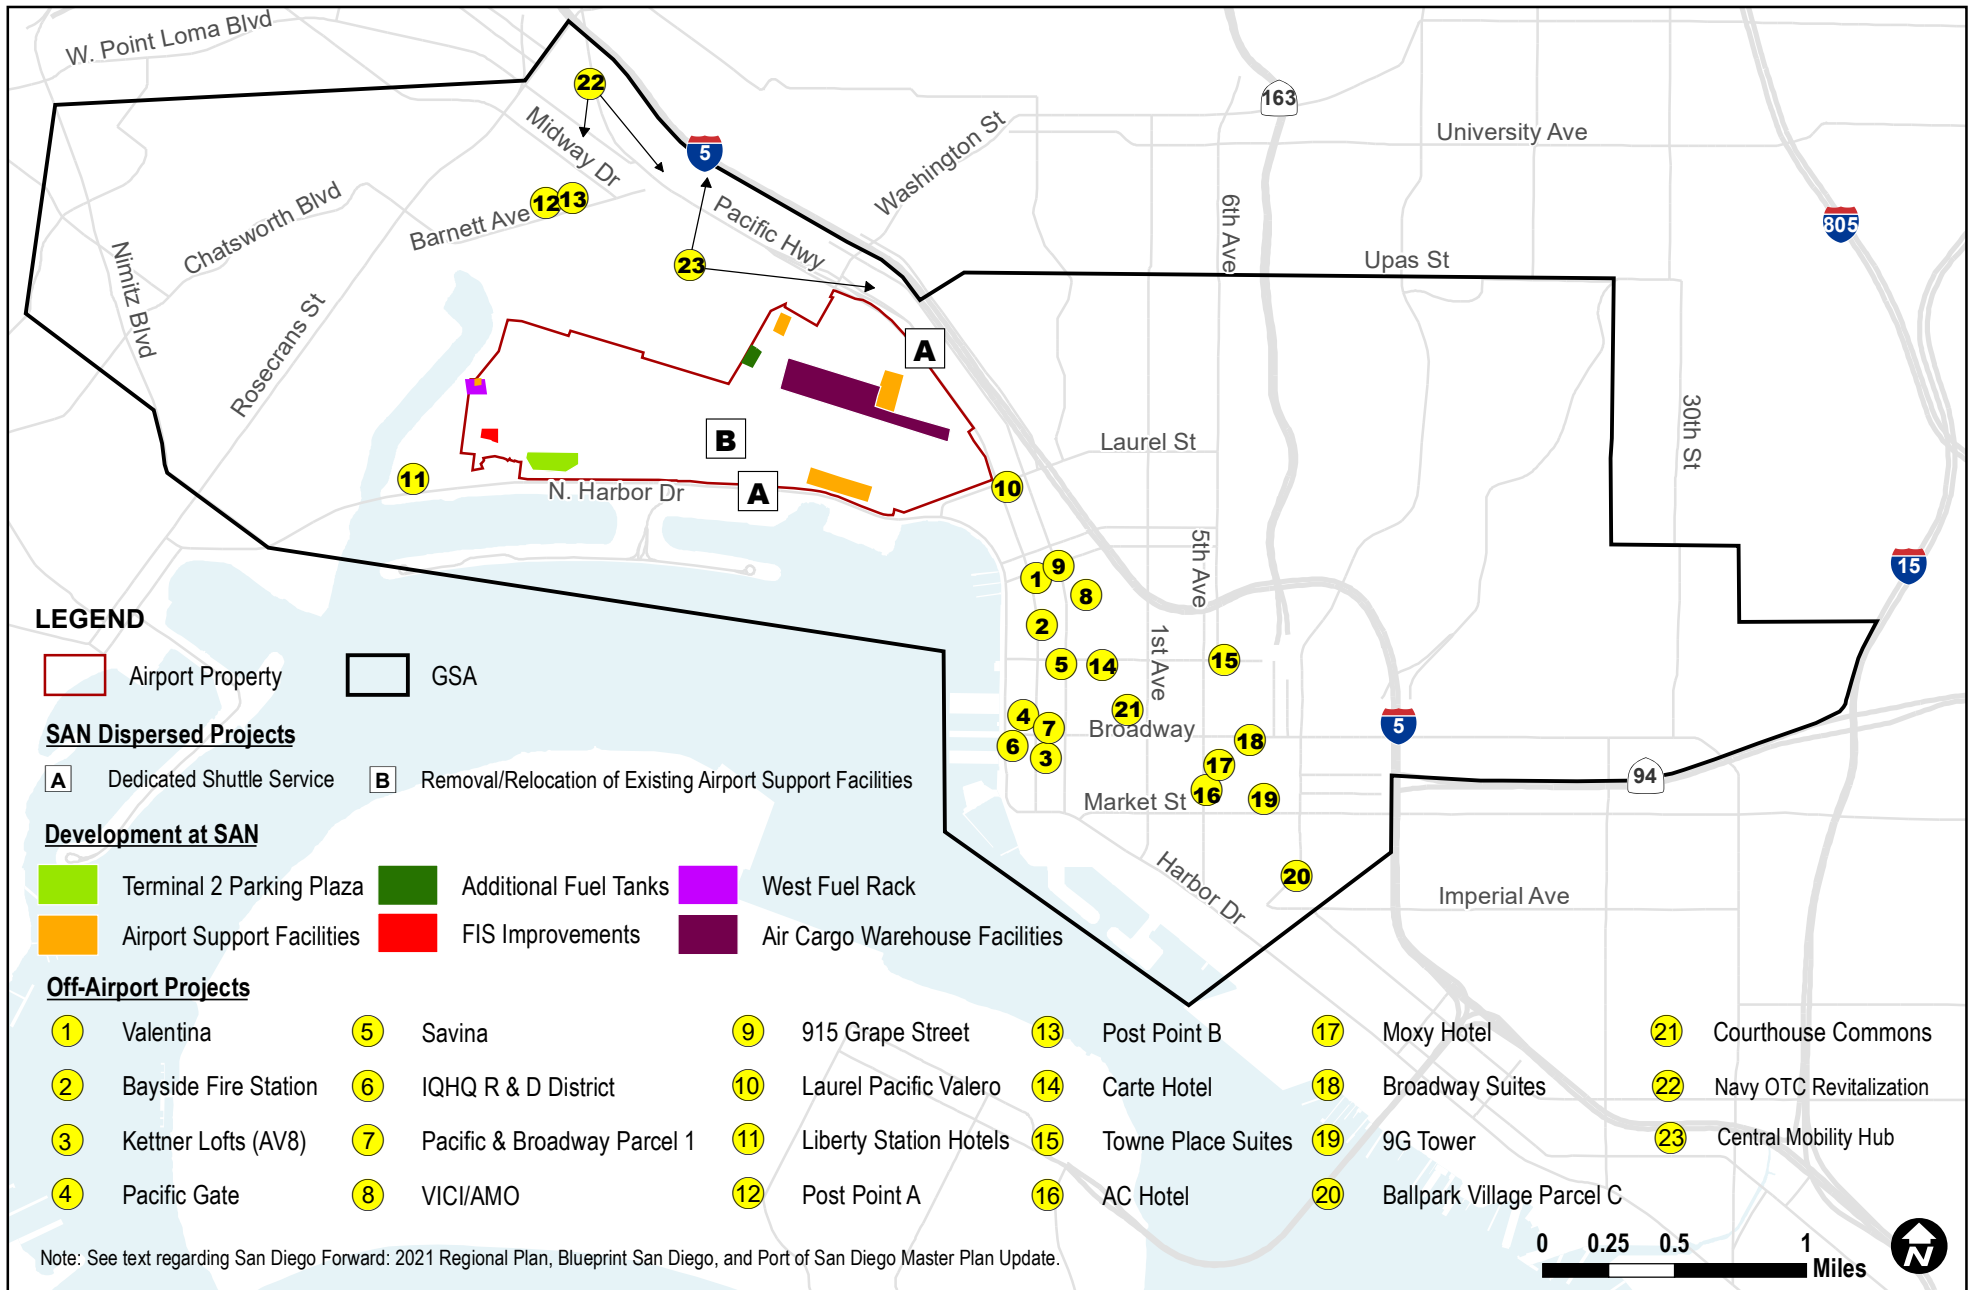 W. Point Loma Blvd
22
163
Midway Dr
5
Washington St
University Ave
12
13
Barnett Ave
Chatsworth Blvd
Pacific Hwy
6th Ave
805
Nimitz Blvd
23
Upas St
Rosecrans St
A
30th St
B
Laurel St
11
A
N. Harbor Dr
10
5th Ave
9
1
8
15
2
1st Ave
5
14
15
4
7
21
Broadway
5
6
3
18
17
94
16
19
Market St
Harbor Dr
20
Imperial Ave
LEGEND
Airport Property
GSA
SAN Dispersed Projects
A Dedicated Shuttle Service
B Removal/Relocation of Existing Airport Support Facilities
Development at SAN
Terminal 2 Parking Plaza
Additional Fuel Tanks
West Fuel Rack
Airport Support Facilities
FIS Improvements
Air Cargo Warehouse Facilities
Off-Airport Projects
1 Valentina
2 Bayside Fire Station
3 Kettner Lofts (AV8)
4 Pacific Gate
5 Savina
6 IQHQ R & D District
7 Pacific & Broadway Parcel 1
8 VICI/AMO
9 915 Grape Street
10 Laurel Pacific Valero
11 Liberty Station Hotels
12 Post Point A
13 Post Point B
14 Carte Hotel
15 Towne Place Suites
16 AC Hotel
17 Moxy Hotel
18 Broadway Suites
19 9G Tower
20 Ballpark Village Parcel C
21 Courthouse Commons
22 Navy OTC Revitalization
23 Central Mobility Hub
Note: See text regarding San Diego Forward: 2021 Regional Plan, Blueprint San Diego, and Port of San Diego Master Plan Update.
0 0.25 0.5 1
Miles
N